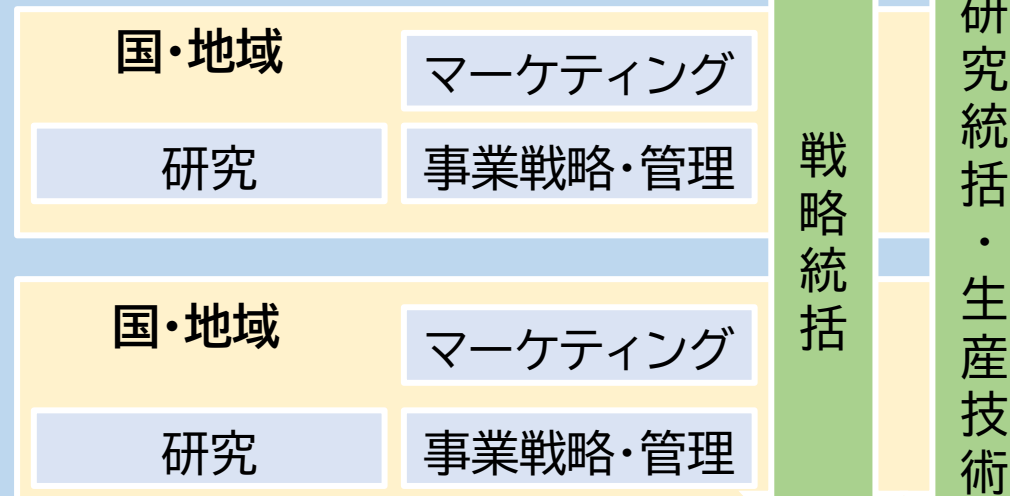 国・地域
マーケティング
研究
事業戦略・管理
国・地域
マーケティング
研究
事業戦略・管理
戦略統括
研究統括・生産技術